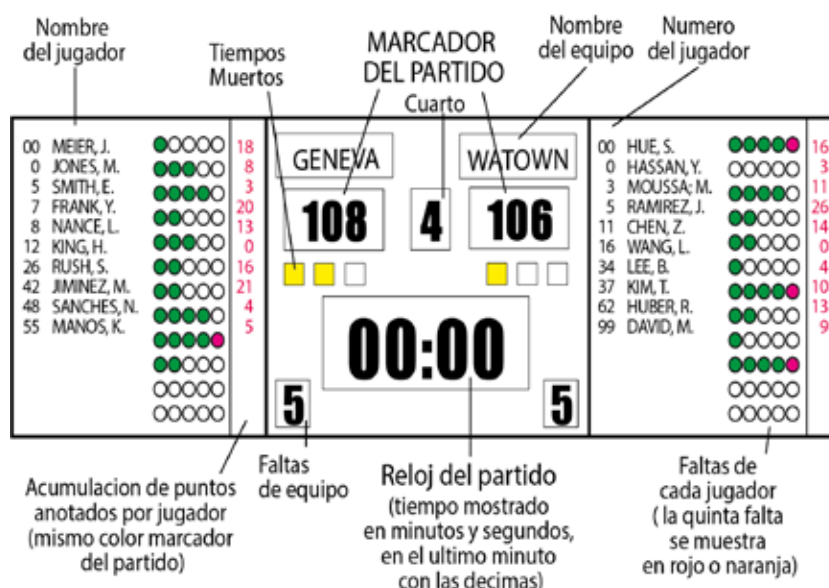 Nombre
del jugador
Tiempos
Muertos
MARCADOR
DEL PARTIDO
Cuarto
Nombre
del equipo
Numero
del jugador
00 MEIER, J. 18
0 JONES, M. 8
5 SMITH, E. 3
7 FRANK, Y. 20
8 NANCE, L. 13
12 KING, H. 0
26 RUSH, S. 16
42 JIMINEZ, M. 21
48 SANCHES, N. 4
55 MANOS, K. 5
GENEVA
WATOWN
108
4
106
00:00
5
5
00 HUE, S. 16
0 HASSAN, Y. 3
3 MOUSSA; M. 11
5 RAMIREZ, J. 26
11 CHEN, Z. 14
16 WANG, L. 0
34 LEE, B. 4
37 KIM, T. 10
62 HUBER, R. 13
99 DAVID, M. 9
Acumulacion de puntos
anotados por jugador
(mismo color marcador
del partido)
Faltas
de equipo
Reloj del partido
(tiempo mostrado
en minutos y segundos,
en el ultimo minuto
con las decimas)
Faltas de
cada jugador
( la quinta falta
se muestra
en rojo o naranja)